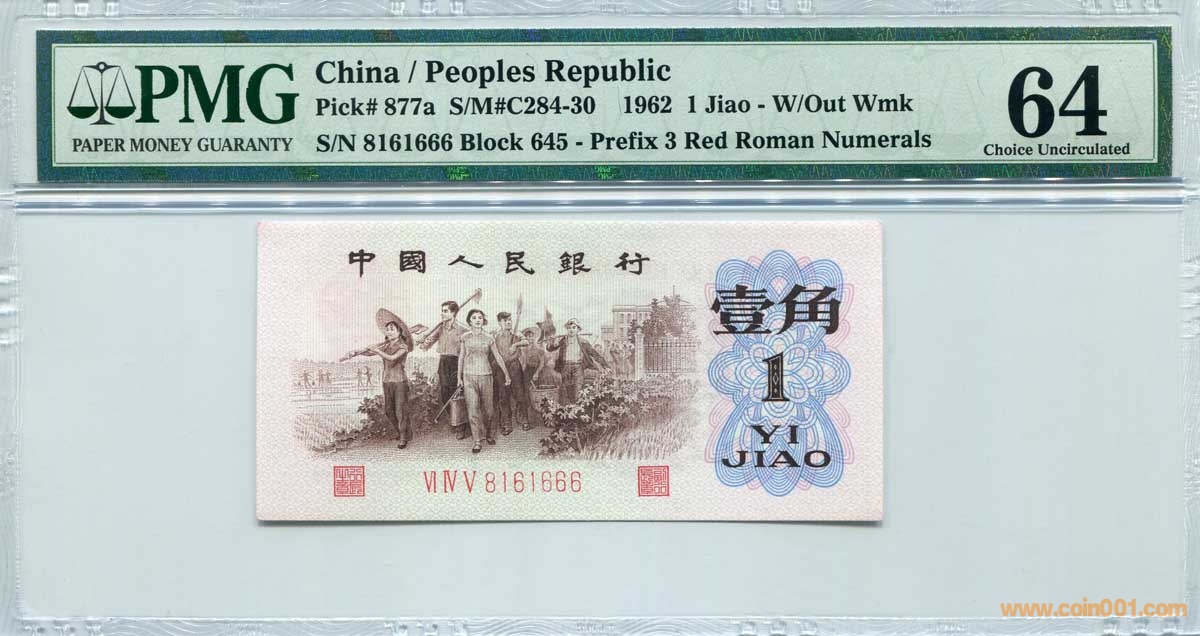 PMG
PAPER MONEY GUARANTY
China / Peoples Republic
Pick# 877a S/M#C284-30 1962 1 Jiao - W/Out Wmk
S/N 8161666 Block 645 - Prefix 3 Red Roman Numerals
64
Choice Uncirculated
中國人民銀行
壹角
1
YI
JIAO
VI IV V 8161666
www.coin001.com